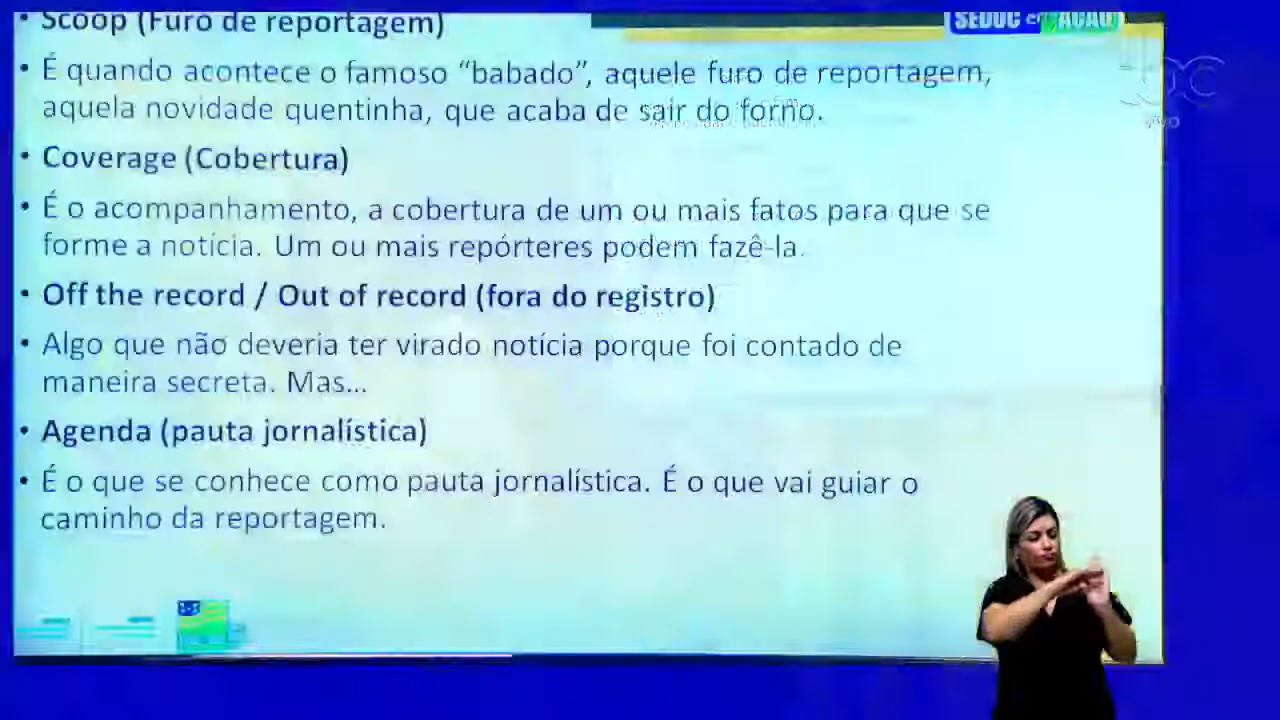 • Scoop (Furo de reportagem)
SEDUC em AÇÃO
• É quando acontece o famoso “babado”, aquele furo de reportagem,
aquela novidade quentinha, que acaba de sair do forno.
VIVO
• Coverage (Cobertura)
• É o acompanhamento, a cobertura de um ou mais fatos para que se
forme a notícia. Um ou mais repórteres podem fazê-la.
• Off the record / Out of record (fora do registro)
• Algo que não deveria ter virado notícia porque foi contado de
maneira secreta. Mas...
• Agenda (pauta jornalística)
• É o que se conhece como pauta jornalística. É o que vai guiar o
caminho da reportagem.